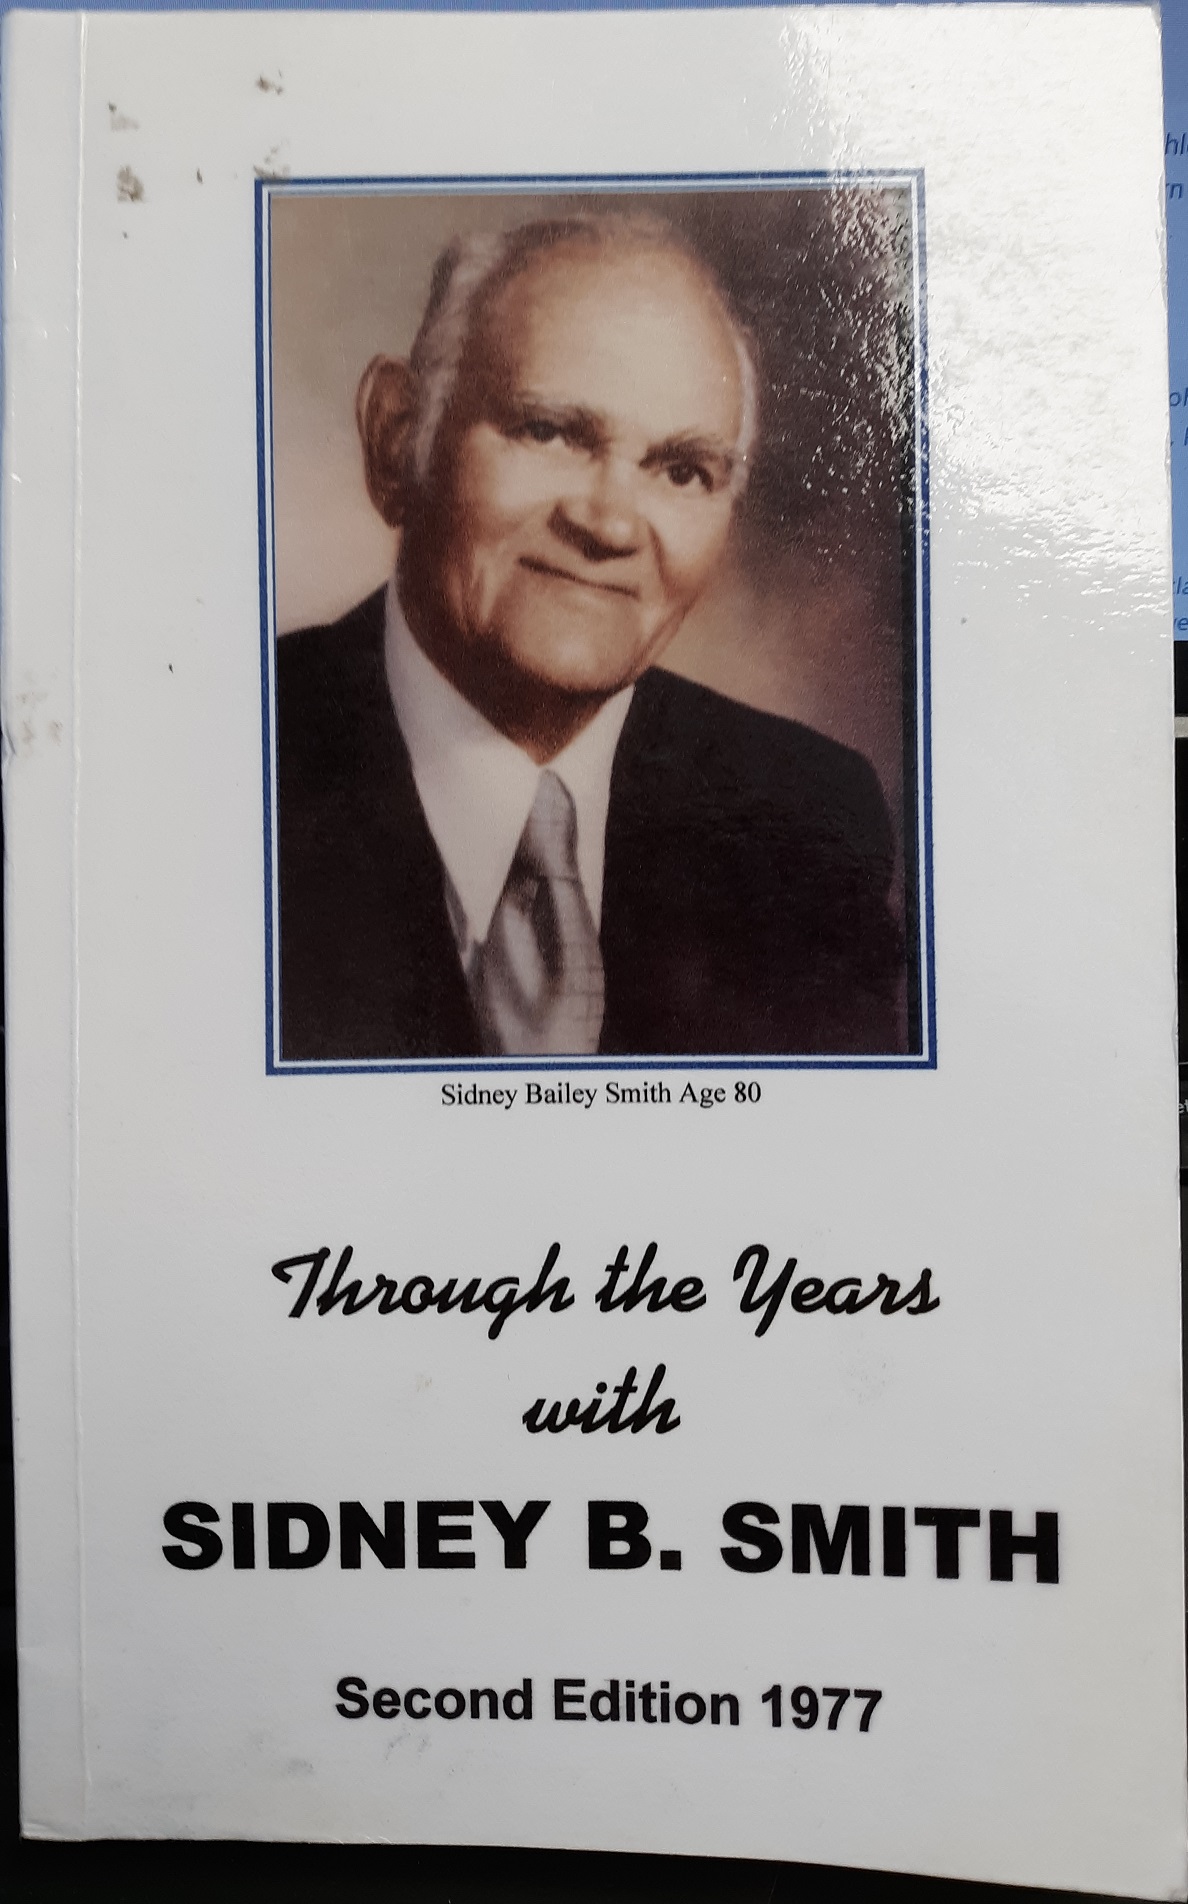 Sidney Bailey Smith Age 80
Through the Years
with
SIDNEY B. SMITH
Second Edition 1977